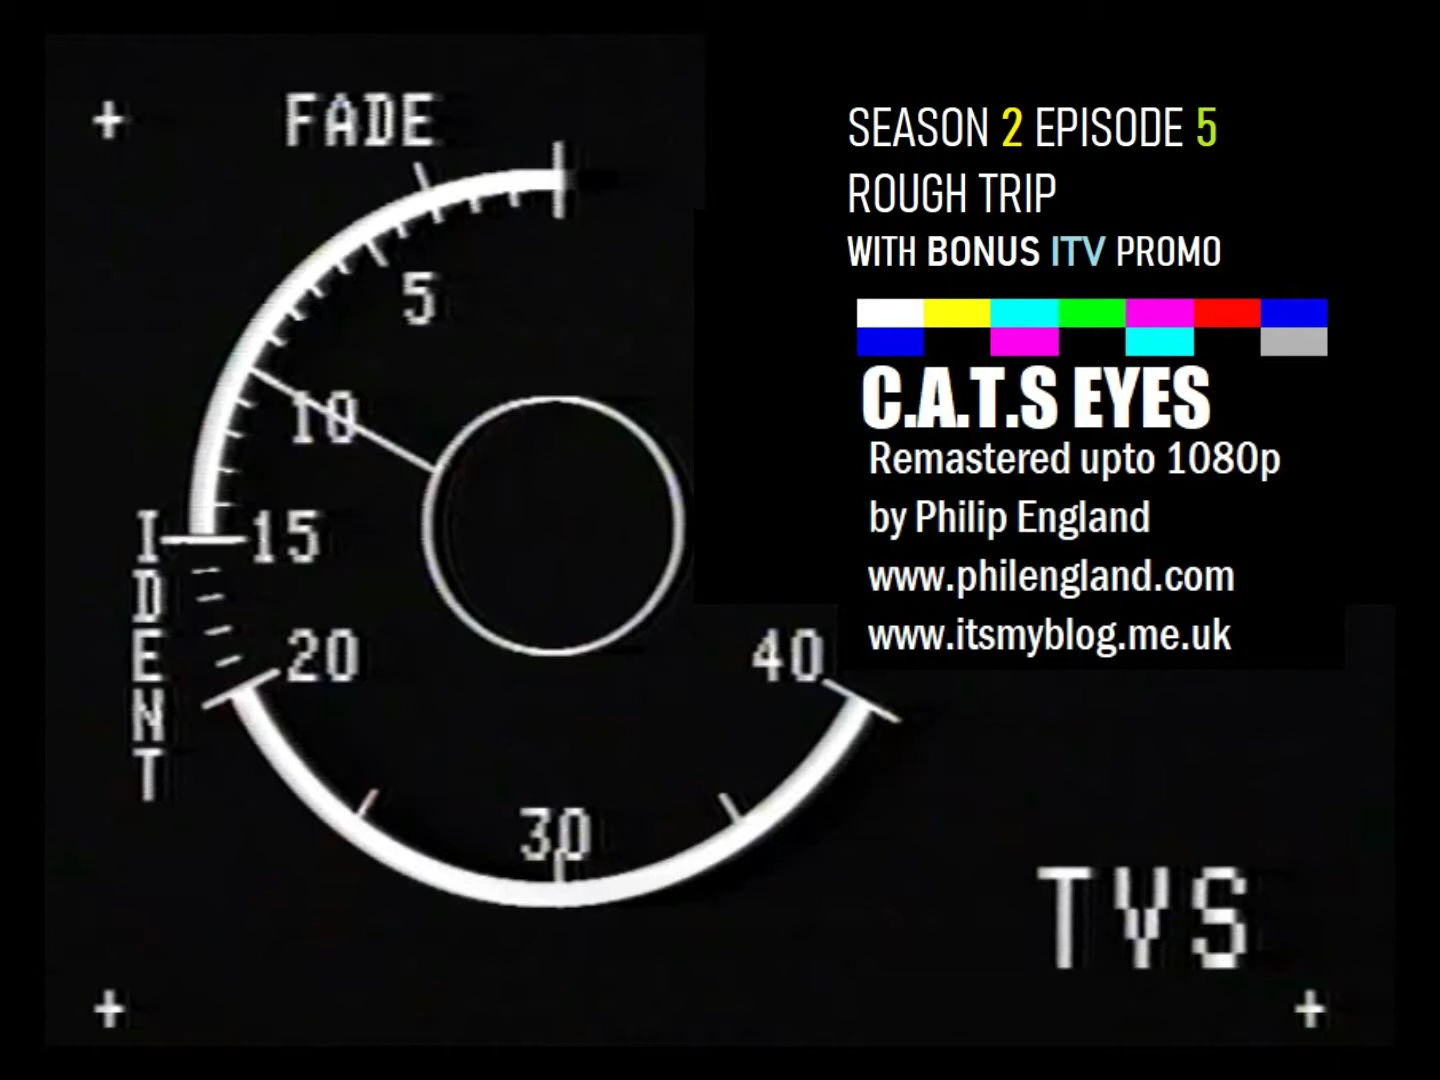 FADE
5
10
15
IDENT
20
30
40
SEASON 2 EPISODE 5
ROUGH TRIP
WITH BONUS ITV PROMO
C.A.T.S EYES
Remastered upto 1080p
by Philip England
www.philengland.com
www.itsmyblog.me.uk
TVS